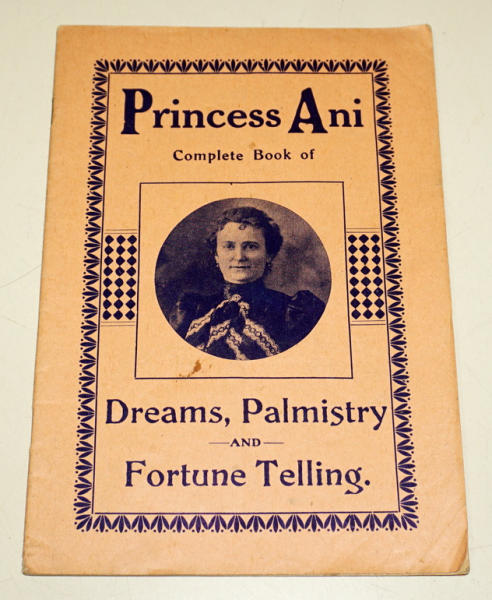 Princess Ani
Complete Book of
Dreams, Palmistry
AND
Fortune Telling.